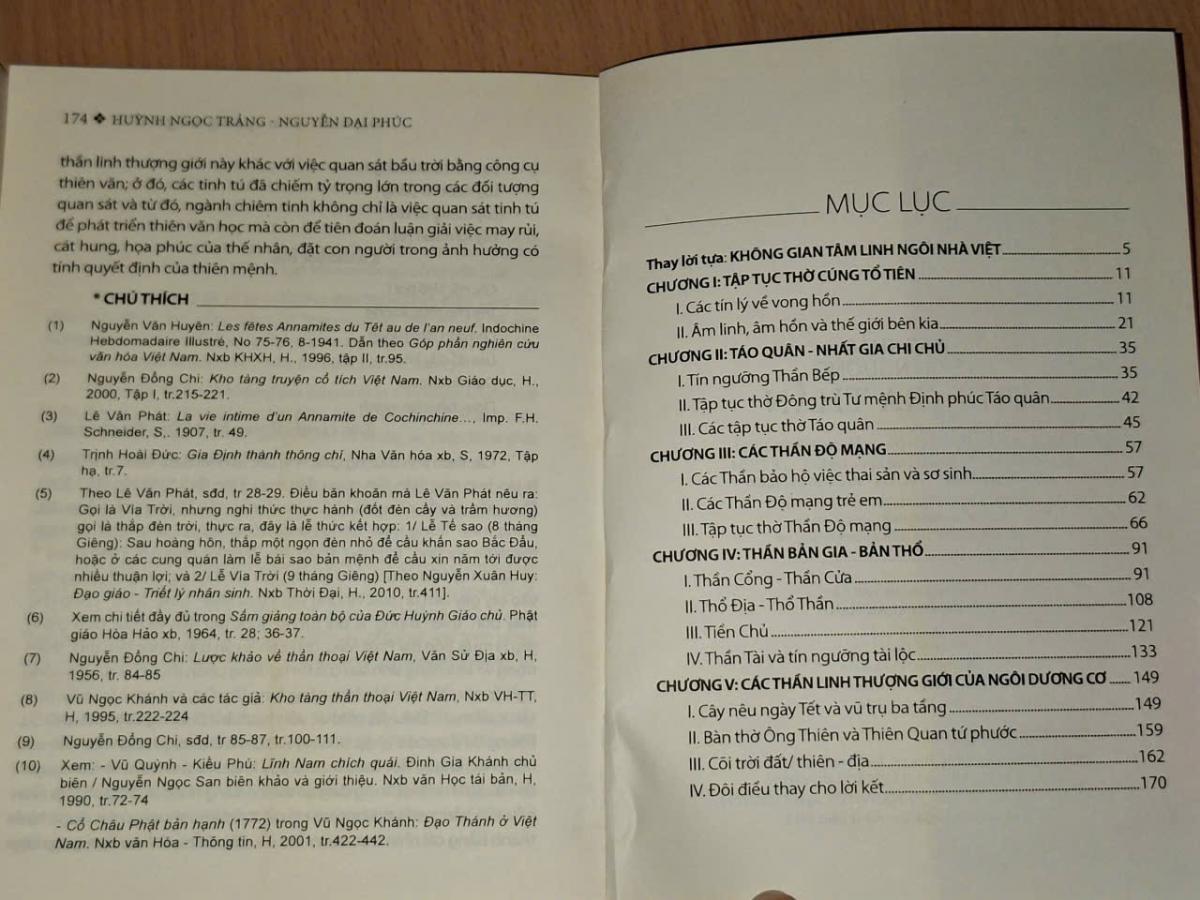 174 ❖ HUỲNH NGỌC TRẢNG - NGUYỄN ĐẠI PHÚC
thần linh thượng giới này khác với việc quan sát bầu trời bằng công cụ
thiên văn; ở đó, các tinh tú đã chiếm tỷ trọng lớn trong các đối tượng
quan sát và từ đó, ngành chiêm tinh không chỉ là việc quan sát tinh tú
để phát triển thiên văn học mà còn để tiên đoán luận giải việc may rủi,
cát hung, họa phúc của thế nhân, đặt con người trong ảnh hưởng có
tính quyết định của thiên mệnh.
* CHÚ THÍCH
(1) Nguyễn Văn Huyên: Les fêtes Annamites du Têt au de l'an neuf. Indochine
Hebdomadaire Illustré, No 75-76, 8-1941. Dẫn theo Góp phần nghiên cứu
văn hóa Việt Nam. Nxb KHXH, H., 1996, tập II, tr.95.
(2) Nguyễn Đổng Chi: Kho tàng truyện cổ tích Việt Nam. Nxb Giáo dục, H.,
2000, Tập I, tr.215-221.
(3) Lê Văn Phát: La vie intime d'un Annamite de Cochinchine..., Imp. F.H.
Schneider, S,. 1907, tr. 49.
(4) Trịnh Hoài Đức: Gia Định thành thông chí, Nha Văn hóa xb, S, 1972, Tập
hạ, tr.7.
(5) Theo Lê Văn Phát, sđd, tr 28-29. Điều băn khoăn mà Lê Văn Phát nêu ra:
Gọi là Vía Trời, nhưng nghi thức thực hành (đốt đèn cầy và trầm hương)
gọi là thắp đèn trời, thực ra, đây là lễ thức kết hợp: 1/ Lễ Tế sao (8 tháng
Giêng): Sau hoàng hôn, thắp một ngọn đèn nhỏ để cầu khấn sao Bắc Đẩu,
hoặc ở các cung quán làm lễ bái sao bản mệnh để cầu xin năm tới được
nhiều thuận lợi; và 2/ Lễ Vía Trời (9 tháng Giêng) [Theo Nguyễn Xuân Huy:
Đạo giáo - Triết lý nhân sinh. Nxb Thời Đại, H., 2010, tr.411].
(6) Xem chi tiết đầy đủ trong Sấm giảng toàn bộ của Đức Huỳnh Giáo chủ. Phật
giáo Hòa Hảo xb, 1964, tr. 28; 36-37.
(7) Nguyễn Đổng Chi: Lược khảo về thần thoại Việt Nam, Văn Sử Địa xb, H,
1956, tr. 84-85
(8) Vũ Ngọc Khánh và các tác giả: Kho tàng thần thoại Việt Nam, Nxb VH-TT,
H, 1995, tr.222-224
(9) Nguyễn Đổng Chi, sđd, tr 85-87, tr.100-111.
(10) Xem: - Vũ Quỳnh - Kiều Phú: Lĩnh Nam chích quái. Đinh Gia Khánh chủ
biên / Nguyễn Ngọc San biên khảo và giới thiệu. Nxb văn Học tái bản, H,
1990, tr.72-74
- Cổ Châu Phật bản hạnh (1772) trong Vũ Ngọc Khánh: Đạo Thánh ở Việt
Nam. Nxb văn Hóa - Thông tin, H, 2001, tr.422-442.
MỤC LỤC
Thay lời tựa: KHÔNG GIAN TÂM LINH NGÔI NHÀ VIỆT 5
CHƯƠNG I: TẬP TỤC THỜ CÚNG TỔ TIÊN 11
I. Các tín lý về vong hồn 11
II. Âm linh, âm hồn và thế giới bên kia 21
CHƯƠNG II: TÁO QUÂN - NHẤT GIA CHI CHỦ 35
I. Tín ngưỡng Thần Bếp 35
II. Tập tục thờ Đông trù Tư mệnh Định phúc Táo quân 42
III. Các tập tục thờ Táo quân 45
CHƯƠNG III: CÁC THẦN ĐỘ MẠNG 57
I. Các Thần bảo hộ việc thai sản và sơ sinh 57
II. Các Thần Độ mạng trẻ em 62
III. Tập tục thờ Thần Độ mạng 66
CHƯƠNG IV: THẦN BẢN GIA - BẢN THỔ 91
I. Thần Cổng - Thần Cửa 91
II. Thổ Địa - Thổ Thần 108
III. Tiền Chủ 121
IV. Thần Tài và tín ngưỡng tài lộc 133
CHƯƠNG V: CÁC THẦN LINH THƯỢNG GIỚI CỦA NGÔI DƯƠNG CƠ 149
I. Cây nêu ngày Tết và vũ trụ ba tầng 149
II. Bàn thờ Ông Thiên và Thiên Quan tứ phước 159
III. Cõi trời đất/ thiên - địa 162
IV. Đôi điều thay cho lời kết 170